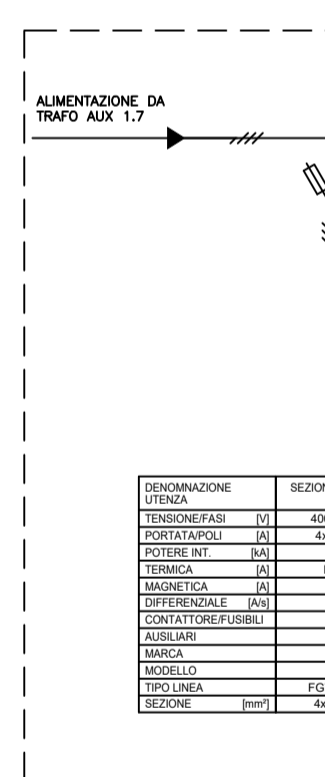 ALIMENTAZIONE DA
TRAFO AUX 1.7
DENOMNAZIONE
UTENZA
TENSIONE/FASI [V]
PORTATA/POLI [A]
POTERE INT. [kA]
TERMICA [A]
MAGNETICA [A]
DIFFERENZIALE [A/s]
CONTATTORE/FUSIBILI
AUSILIARI
MARCA
MODELLO
TIPO LINEA
SEZIONE [mm²]